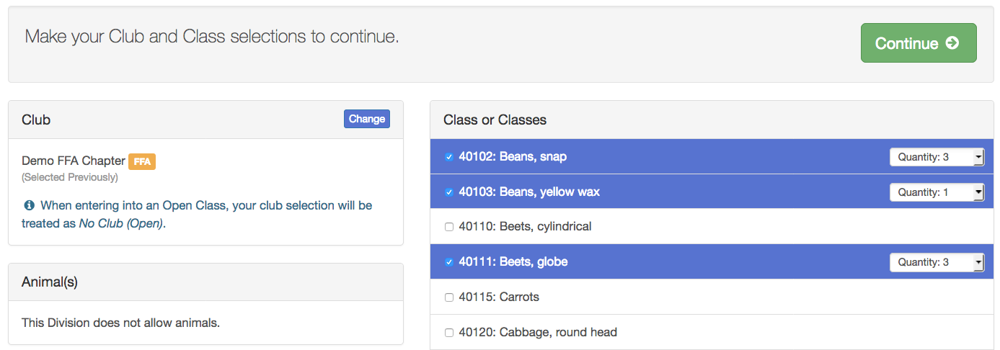 Make your Club and Class selections to continue.
Continue
Club
Change
Demo FFA Chapter FFA
(Selected Previously)
When entering into an Open Class, your club selection will be
treated as No Club (Open).
Animal(s)
This Division does not allow animals.
Class or Classes
40102: Beans, snap
Quantity: 3
40103: Beans, yellow wax
Quantity: 1
40110: Beets, cylindrical
40111: Beets, globe
Quantity: 3
40115: Carrots
40120: Cabbage, round head